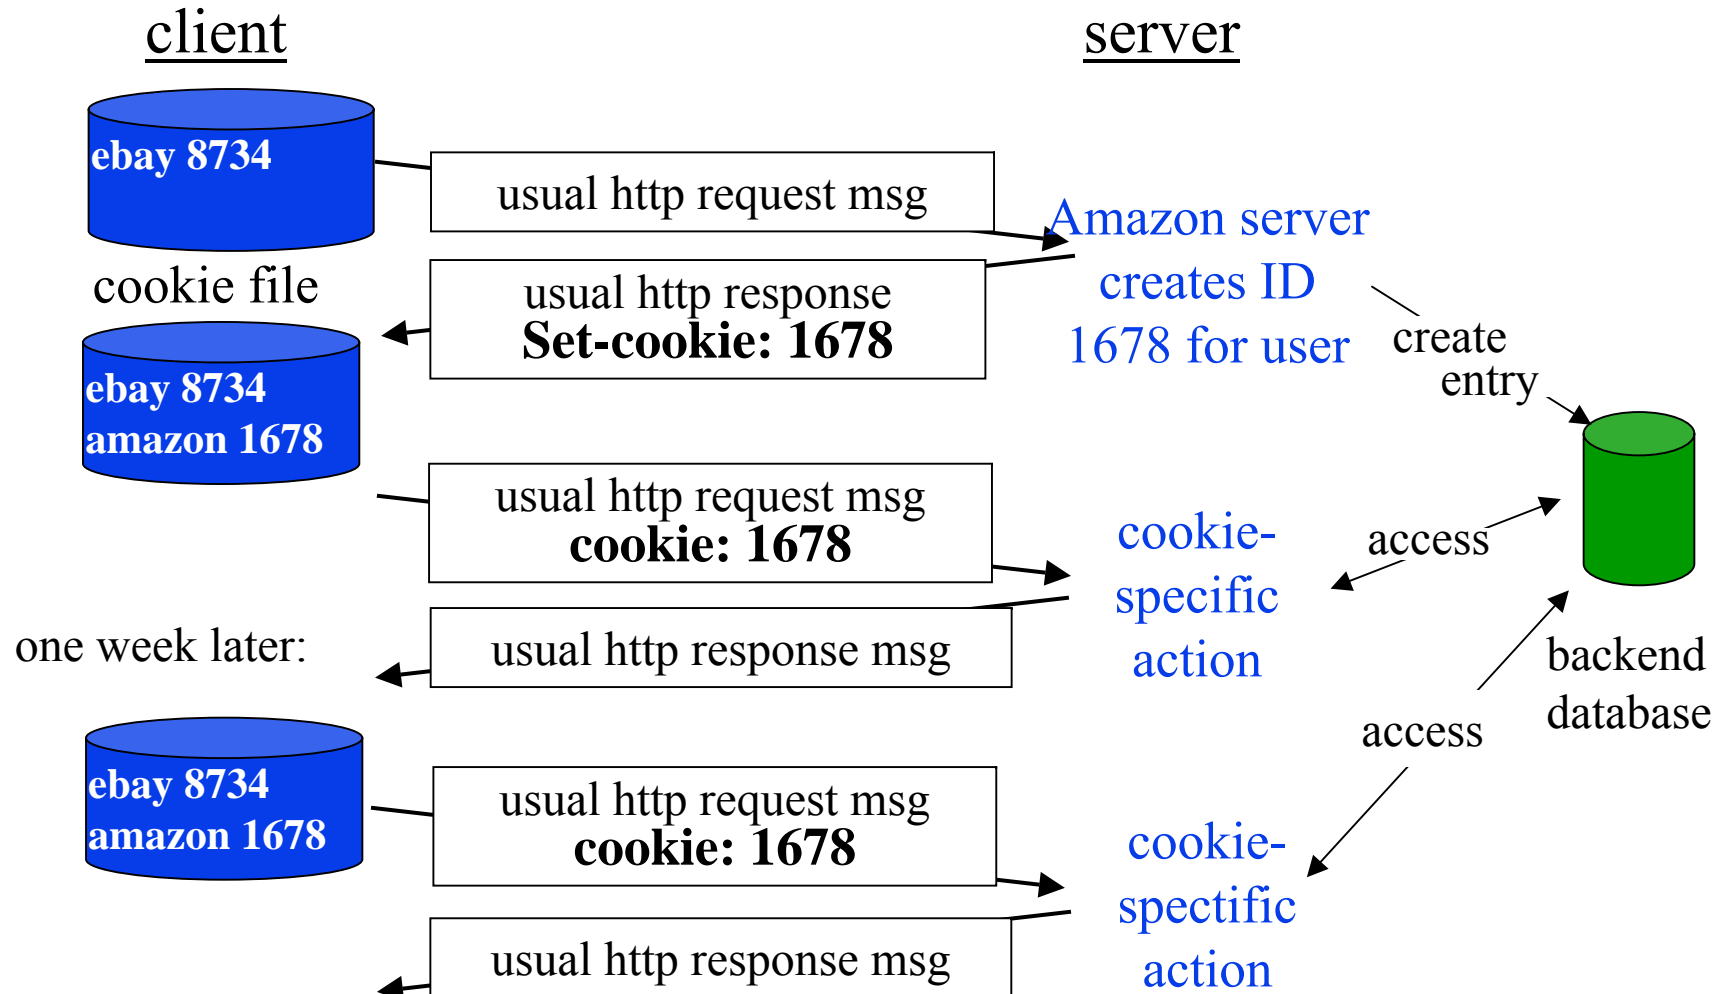 client
server
ebay 8734
usual http request msg
Amazon server
creates ID
1678 for user
cookie file
usual http response
Set-cookie: 1678
create
entry
ebay 8734
amazon 1678
usual http request msg
cookie: 1678
cookie-
specific
action
access
one week later:
usual http response msg
backend
database
access
ebay 8734
amazon 1678
usual http request msg
cookie: 1678
cookie-
spectific
action
usual http response msg